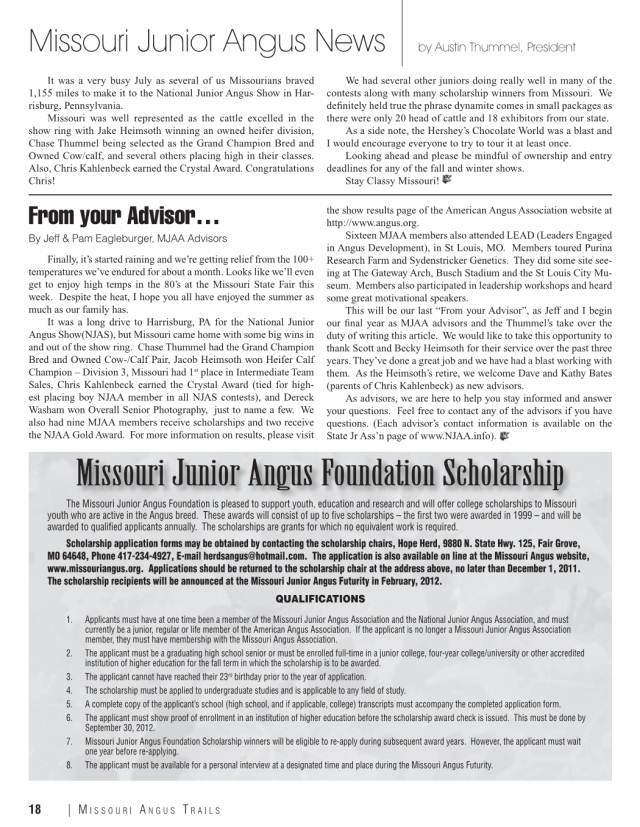 Missouri Junior Angus News
by Austin Thummel, President
It was a very busy July as several of us Missourians braved
1,155 miles to make it to the National Junior Angus Show in Har-
risburg, Pennsylvania.
Missouri was well represented as the cattle excelled in the
show ring with Jake Heimsoth winning an owned heifer division,
Chase Thummel being selected as the Grand Champion Bred and
Owned Cow/calf, and several others placing high in their classes.
Also, Chris Kahlenbeck earned the Crystal Award. Congratulations
Chris!
We had several other juniors doing really well in many of the
contests along with many scholarship winners from Missouri. We
definitely held true the phrase dynamite comes in small packages as
there were only 20 head of cattle and 18 exhibitors from our state.
As a side note, the Hershey's Chocolate World was a blast and
I would encourage everyone to try to tour it at least once.
Looking ahead and please be mindful of ownership and entry
deadlines for any of the fall and winter shows.
Stay Classy Missouri!
From your Advisor…
By Jeff & Pam Eagleburger, MJAA Advisors
Finally, it's started raining and we're getting relief from the 100+
temperatures we've endured for about a month. Looks like we'll even
get to enjoy high temps in the 80's at the Missouri State Fair this
week. Despite the heat, I hope you all have enjoyed the summer as
much as our family has.
It was a long drive to Harrisburg, PA for the National Junior
Angus Show(NJAS), but Missouri came home with some big wins in
and out of the show ring. Chase Thummel had the Grand Champion
Bred and Owned Cow-/Calf Pair, Jacob Heimsoth won Heifer Calf
Champion – Division 3, Missouri had 1st place in Intermediate Team
Sales, Chris Kahlenbeck earned the Crystal Award (tied for high-
est placing boy NJAA member in all NJAS contests), and Dereck
Washam won Overall Senior Photography, just to name a few. We
also had nine MJAA members receive scholarships and two receive
the NJAA Gold Award. For more information on results, please visit
the show results page of the American Angus Association website at
http://www.angus.org.
Sixteen MJAA members also attended LEAD (Leaders Engaged
in Angus Development), in St Louis, MO. Members toured Purina
Research Farm and Sydenstricker Genetics. They did some site see-
ing at The Gateway Arch, Busch Stadium and the St Louis City Mu-
seum. Members also participated in leadership workshops and heard
some great motivational speakers.
This will be our last "From your Advisor", as Jeff and I begin
our final year as MJAA advisors and the Thummel's take over the
duty of writing this article. We would like to take this opportunity to
thank Scott and Becky Heimsoth for their service over the past three
years. They've done a great job and we have had a blast working with
them. As the Heimsoth's retire, we welcome Dave and Kathy Bates
(parents of Chris Kahlenbeck) as new advisors.
As advisors, we are here to help you stay informed and answer
your questions. Feel free to contact any of the advisors if you have
questions. (Each advisor's contact information is available on the
State Jr Ass'n page of www.NJAA.info).
Missouri Junior Angus Foundation Scholarship
The Missouri Junior Angus Foundation is pleased to support youth, education and research and will offer college scholarships to Missouri
youth who are active in the Angus breed. These awards will consist of up to five scholarships – the first two were awarded in 1999 – and will be
awarded to qualified applicants annually. The scholarships are grants for which no equivalent work is required.
Scholarship application forms may be obtained by contacting the scholarship chairs, Hope Herd, 9880 N. State Hwy. 125, Fair Grove,
MO 64648, Phone 417-234-4927, E-mail herdsangus@hotmail.com. The application is also available on line at the Missouri Angus website,
www.missouriangus.org. Applications should be returned to the scholarship chair at the address above, no later than December 1, 2011.
The scholarship recipients will be announced at the Missouri Junior Angus Futurity in February, 2012.
QUALIFICATIONS
1. Applicants must have at one time been a member of the Missouri Junior Angus Association and the National Junior Angus Association, and must
currently be a junior, regular or life member of the American Angus Association. If the applicant is no longer a Missouri Junior Angus Association
member, they must have membership with the Missouri Angus Association.
2. The applicant must be a graduating high school senior or must be enrolled full-time in a junior college, four-year college/university or other accredited
institution of higher education for the fall term in which the scholarship is to be awarded.
3. The applicant cannot have reached their 23rd birthday prior to the year of application.
4. The scholarship must be applied to undergraduate studies and is applicable to any field of study.
5. A complete copy of the applicant's school (high school, and if applicable, college) transcripts must accompany the completed application form.
6. The applicant must show proof of enrollment in an institution of higher education before the scholarship award check is issued. This must be done by
September 30, 2012.
7. Missouri Junior Angus Foundation Scholarship winners will be eligible to re-apply during subsequent award years. However, the applicant must wait
one year before re-applying.
8. The applicant must be available for a personal interview at a designated time and place during the Missouri Angus Futurity.
18 | Missouri Angus Trails